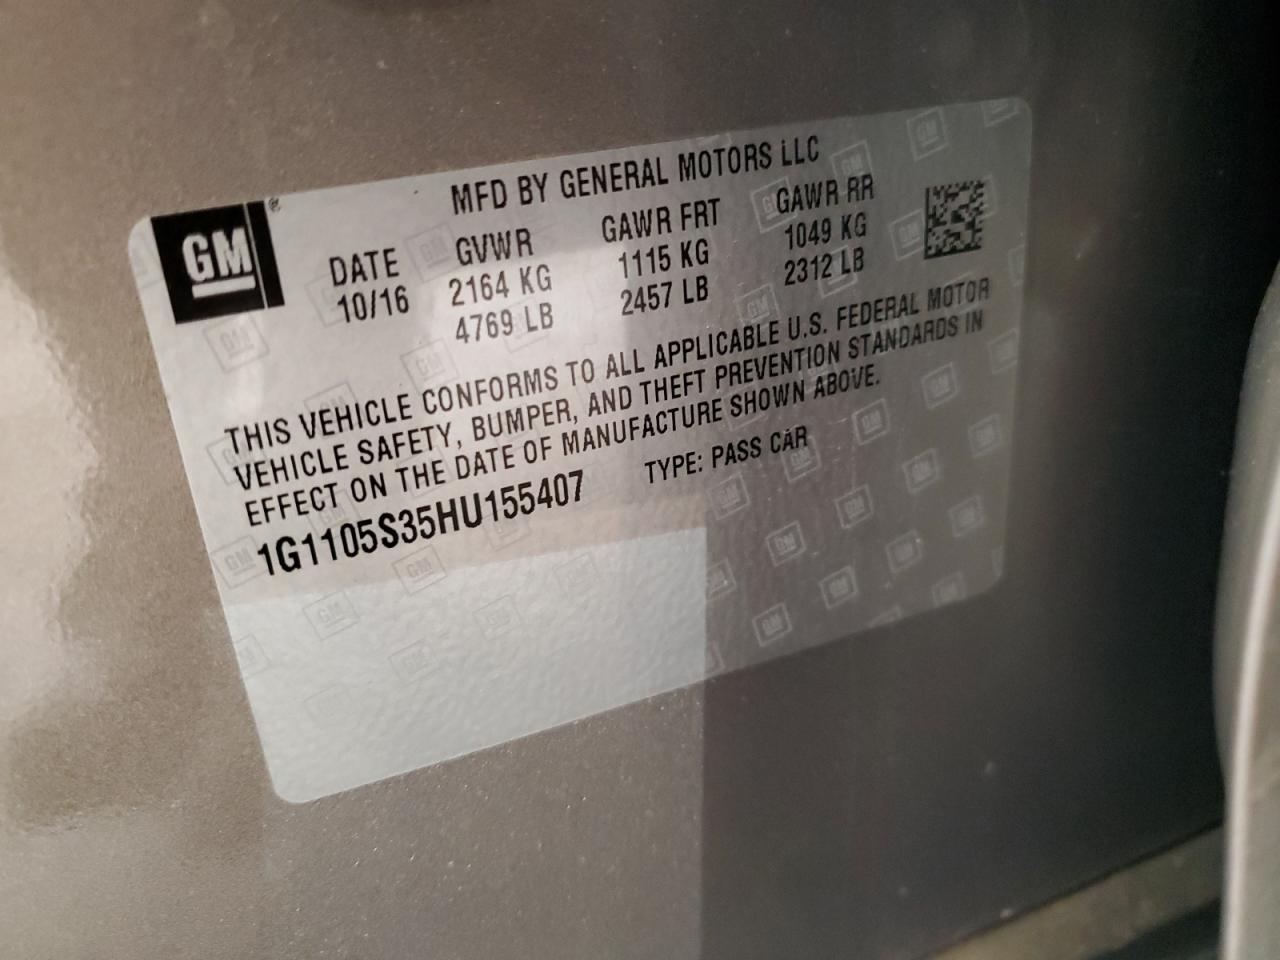 GM®
MFD BY GENERAL MOTORS LLC
DATE GVWR GAWR FRT GAWR RR
10/16 2164 KG 1115 KG 1049 KG
4769 LB 2457 LB 2312 LB
THIS VEHICLE CONFORMS TO ALL APPLICABLE U.S. FEDERAL MOTOR
VEHICLE SAFETY, BUMPER, AND THEFT PREVENTION STANDARDS IN
EFFECT ON THE DATE OF MANUFACTURE SHOWN ABOVE.
1G1105S35HU155407 TYPE: PASS CAR